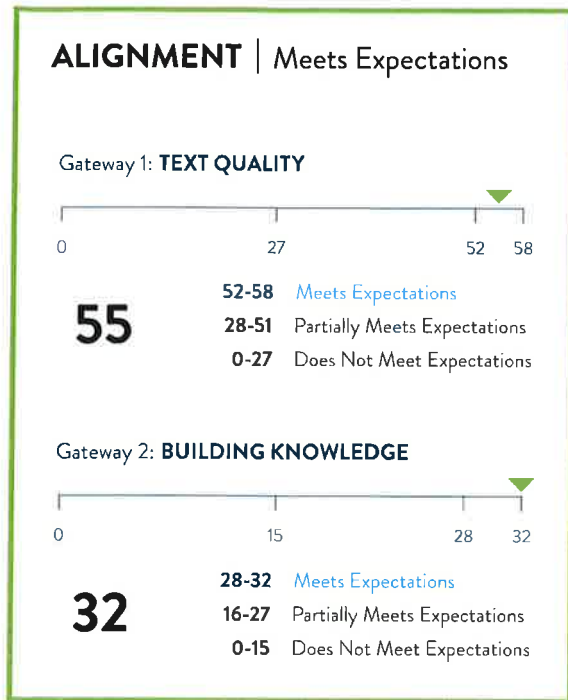 ALIGNMENT | Meets Expectations
Gateway 1: TEXT QUALITY
0 27 52 58
55
52-58 Meets Expectations
28-51 Partially Meets Expectations
0-27 Does Not Meet Expectations
Gateway 2: BUILDING KNOWLEDGE
0 15 28 32
32
28-32 Meets Expectations
16-27 Partially Meets Expectations
0-15 Does Not Meet Expectations